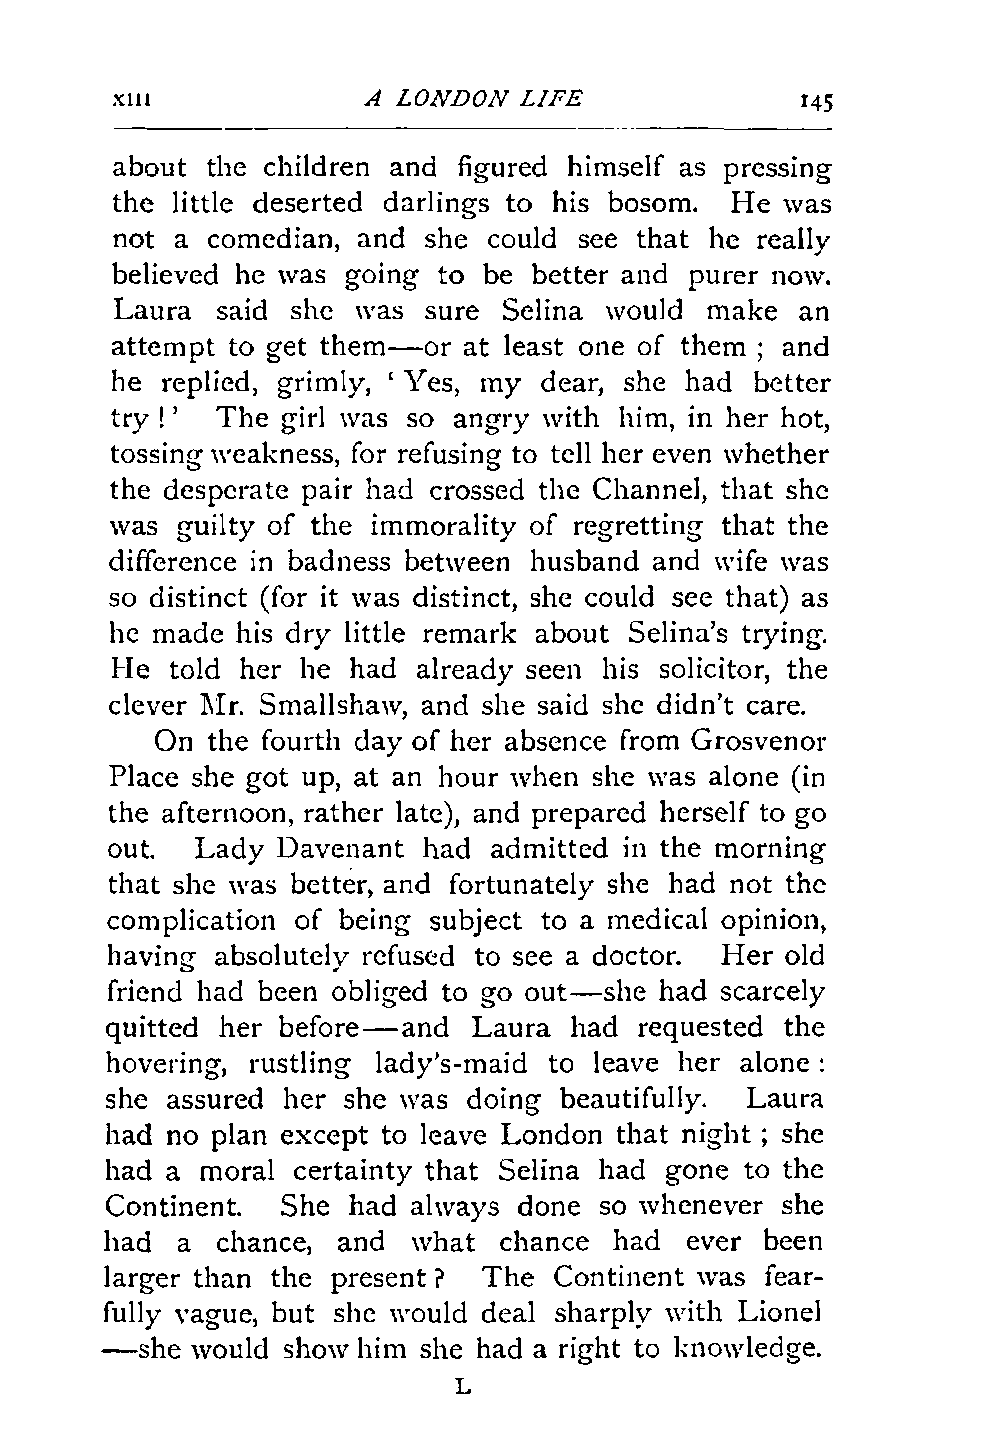 xiii A LONDON LIFE 145
about the children and figured himself as pressing
the little deserted darlings to his bosom. He was
not a comedian, and she could see that he really
believed he was going to be better and purer now.
Laura said she was sure Selina would make an
attempt to get them—or at least one of them ; and
he replied, grimly, ‘ Yes, my dear, she had better
try ! ’ The girl was so angry with him, in her hot,
tossing weakness, for refusing to tell her even whether
the desperate pair had crossed the Channel, that she
was guilty of the immorality of regretting that the
difference in badness between husband and wife was
so distinct (for it was distinct, she could see that) as
he made his dry little remark about Selina’s trying.
He told her he had already seen his solicitor, the
clever Mr. Smallshaw, and she said she didn’t care.
On the fourth day of her absence from Grosvenor
Place she got up, at an hour when she was alone (in
the afternoon, rather late), and prepared herself to go
out. Lady Davenant had admitted in the morning
that she was better, and fortunately she had not the
complication of being subject to a medical opinion,
having absolutely refused to see a doctor. Her old
friend had been obliged to go out—she had scarcely
quitted her before—and Laura had requested the
hovering, rustling lady’s-maid to leave her alone :
she assured her she was doing beautifully. Laura
had no plan except to leave London that night ; she
had a moral certainty that Selina had gone to the
Continent. She had always done so whenever she
had a chance, and what chance had ever been
larger than the present ? The Continent was fear-
fully vague, but she would deal sharply with Lionel
—she would show him she had a right to knowledge.
L